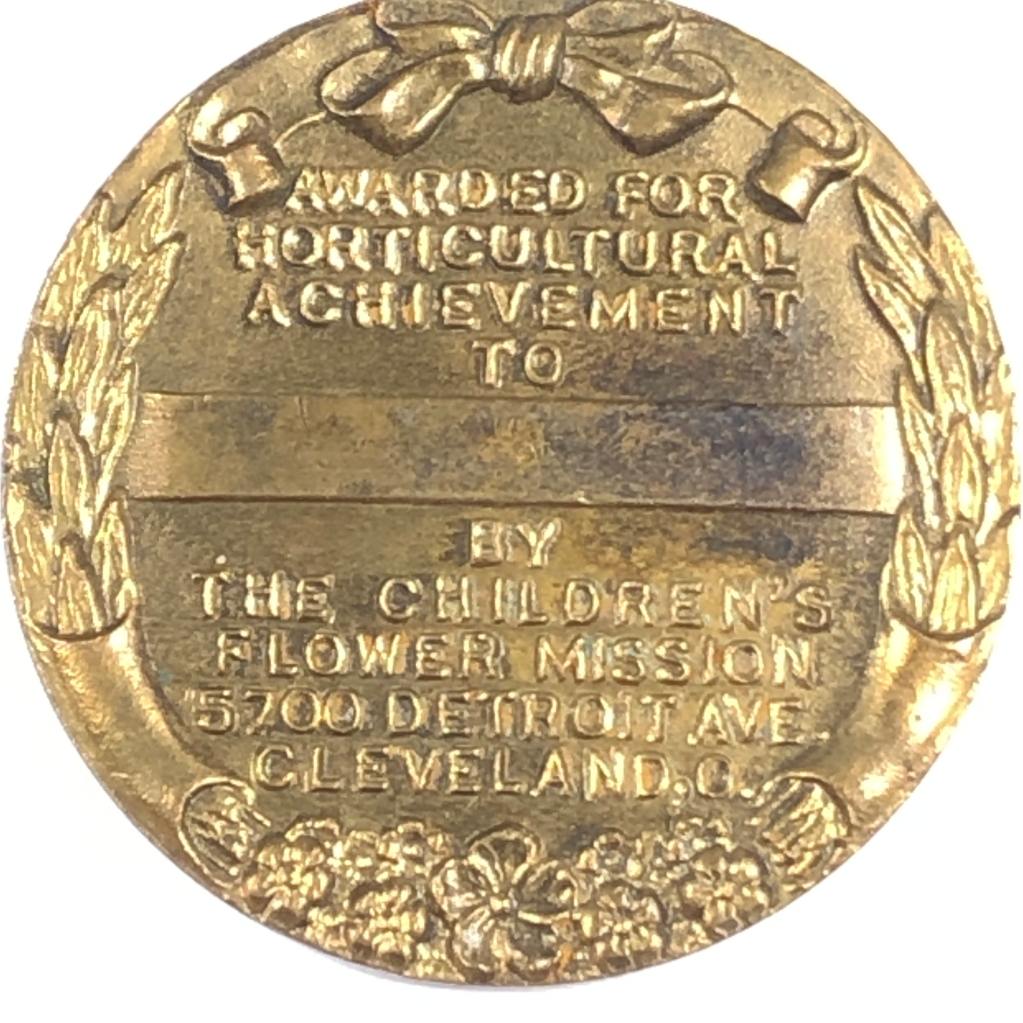 AWARDED FOR
HORTICULTURAL
ACHIEVEMENT
TO
BY
THE CHILDREN'S
FLOWER MISSION
5700 DETROIT AVE.
CLEVELAND, O.